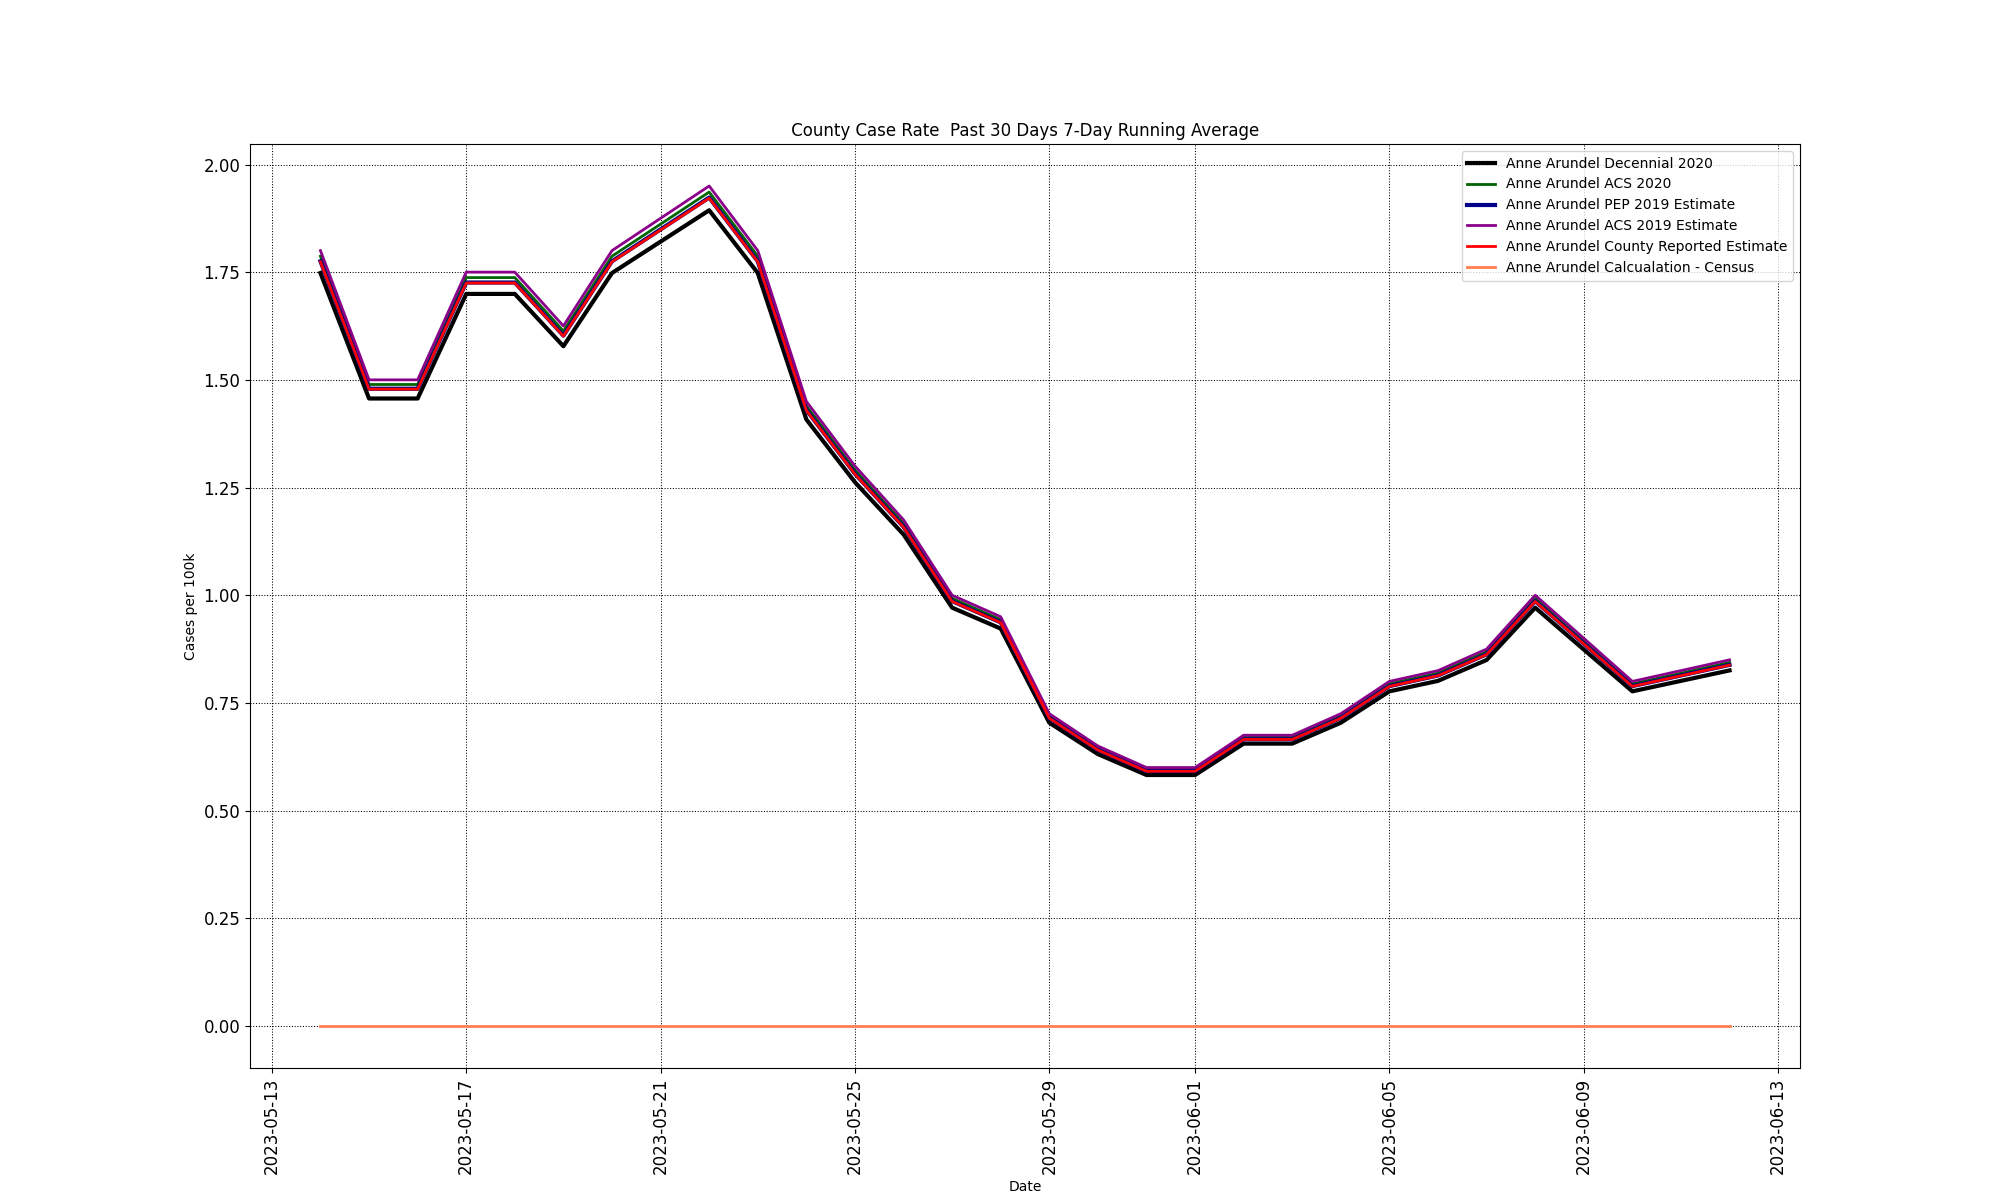 County Case Rate  Past 30 Days 7-Day Running Average
Anne Arundel Decennial 2020
Anne Arundel ACS 2020
Anne Arundel PEP 2019 Estimate
Anne Arundel ACS 2019 Estimate
Anne Arundel County Reported Estimate
Anne Arundel Calcualation - Census
2.00
1.75
1.50
1.25
1.00
0.75
0.50
0.25
0.00
Cases per 100k
2023-05-13
2023-05-17
2023-05-21
2023-05-25
2023-05-29
2023-06-01
2023-06-05
2023-06-09
2023-06-13
Date